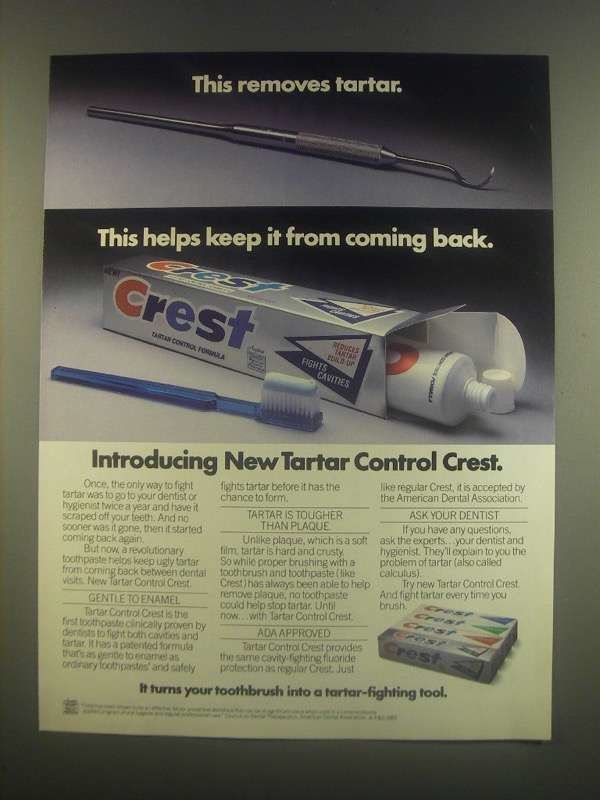 This removes tartar.
This helps keep it from coming back.
NEW!
Crest
Crest
TARTAR CONTROL FORMULA
REDUCES
TARTAR
BUILD-UP
FIGHTS
CAVITIES
Introducing New Tartar Control Crest.
Once, the only way to fight
tartar was to go to your dentist or
hygienist twice a year and have it
scraped off your teeth. And no
sooner was it gone, then it started
coming back again.
But now, a revolutionary
toothpaste helps keep ugly tartar
from coming back between dental
visits. New Tartar Control Crest.
GENTLE TO ENAMEL
Tartar Control Crest is the
first toothpaste clinically proven by
dentists to fight both cavities and
tartar. It has a patented formula
that's as gentle to enamel as
ordinary toothpastes' and safely
fights tartar before it has the
chance to form.
TARTAR IS TOUGHER
THAN PLAQUE.
Unlike plaque, which is a soft
film, tartar is hard and crusty.
So while proper brushing with a
toothbrush and toothpaste (like
Crest) has always been able to help
remove plaque, no toothpaste
could help stop tartar. Until
now...with Tartar Control Crest.
ADA APPROVED
Tartar Control Crest provides
the same cavity-fighting fluoride
protection as regular Crest. Just
like regular Crest, it is accepted by
the American Dental Association.
ASK YOUR DENTIST
If you have any questions,
ask the experts...your dentist and
hygienist. They'll explain to you the
problem of tartar (also called
calculus).
Try new Tartar Control Crest.
And fight tartar every time you
brush.
Crest
Crest
Crest
Crest
It turns your toothbrush into a tartar-fighting tool.